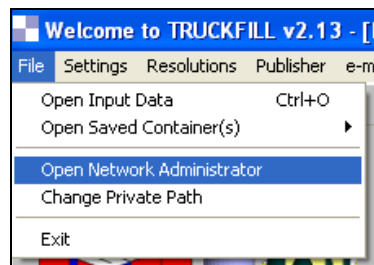 Welcome to TRUCKFILL v2.13 - [
File Settings Resolutions Publisher e-m
Open Input Data Ctrl+O
Open Saved Container(s)
Open Network Administrator
Change Private Path
Exit